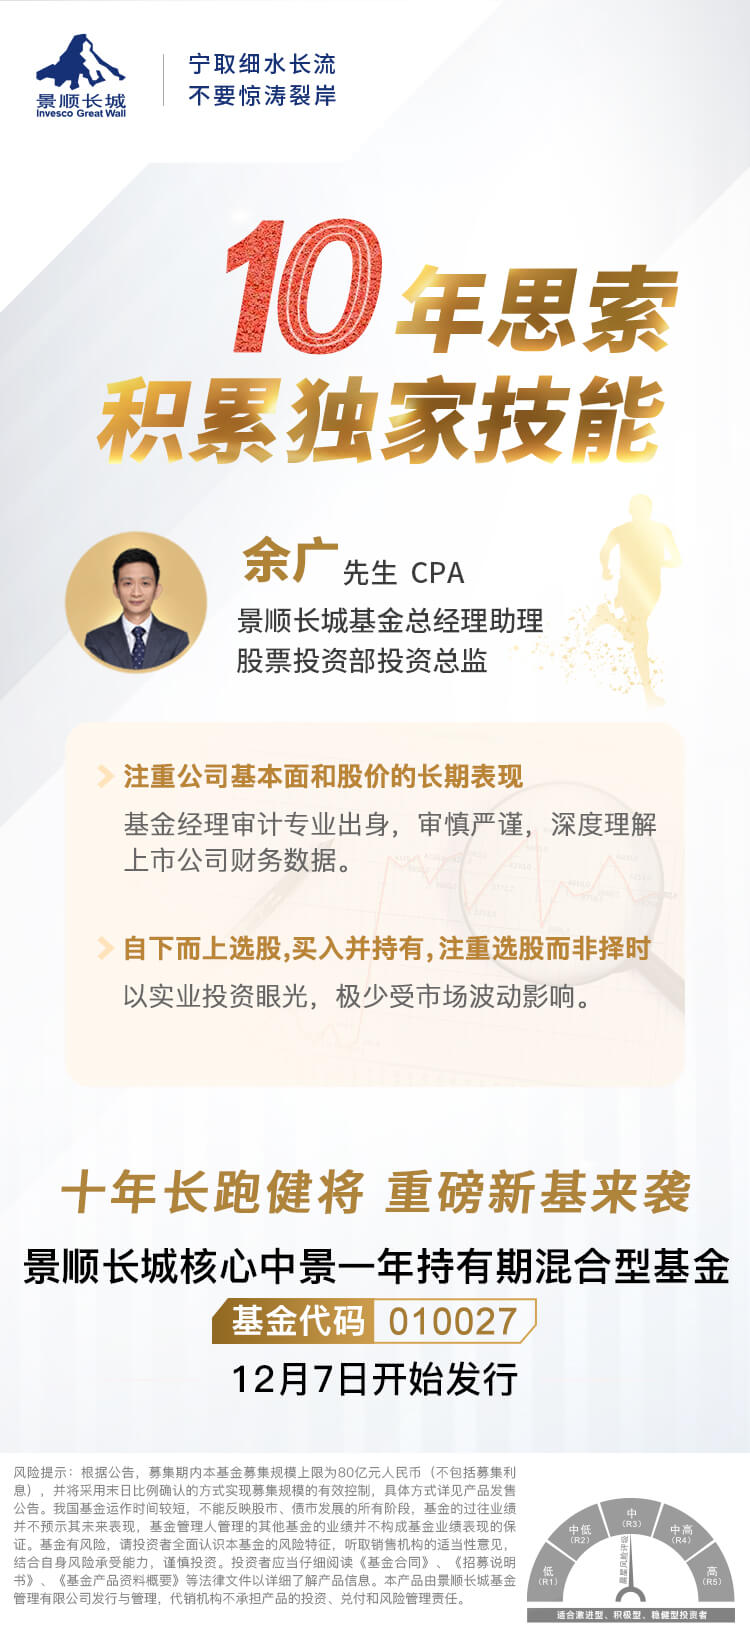 景顺长城
Invesco Great Wall
宁取细水长流
不要惊涛裂岸
10年思索
积累独家技能
余广先生 CPA
景顺长城基金总经理助理
股票投资部投资总监
注重公司基本面和股价的长期表现
基金经理审计专业出身，审慎严谨，深度理解
上市公司财务数据。
自下而上选股,买入并持有,注重选股而非择时
以实业投资眼光，极少受市场波动影响。
十年长跑健将 重磅新基来袭
景顺长城核心中景一年持有期混合型基金
基金代码 010027
12月7日开始发行
风险提示：根据公告，募集期内本基金募集规模上限为80亿元人民币（不包括募集利
息），并将采用末日比例确认的方式实现募集规模的有效控制，具体方式详见产品发售
公告。我国基金运作时间较短，不能反映股市、债市发展的所有阶段，基金的过往业绩
并不预示其未来表现，基金管理人管理的其他基金的业绩并不构成基金业绩表现的保
证。基金有风险，请投资者全面认识本基金的风险特征，听取销售机构的适当性意见，
结合自身风险承受能力，谨慎投资。投资者应当仔细阅读《基金合同》、《招募说明
书》、《基金产品资料概要》等法律文件以详细了解产品信息。本产品由景顺长城基金
管理有限公司发行与管理，代销机构不承担产品的投资、兑付和风险管理责任。
低
（R1）
中低
（R2）
中
（R3）
中高
（R4）
高
（R5）
适合激进型、积极型、稳健型投资者